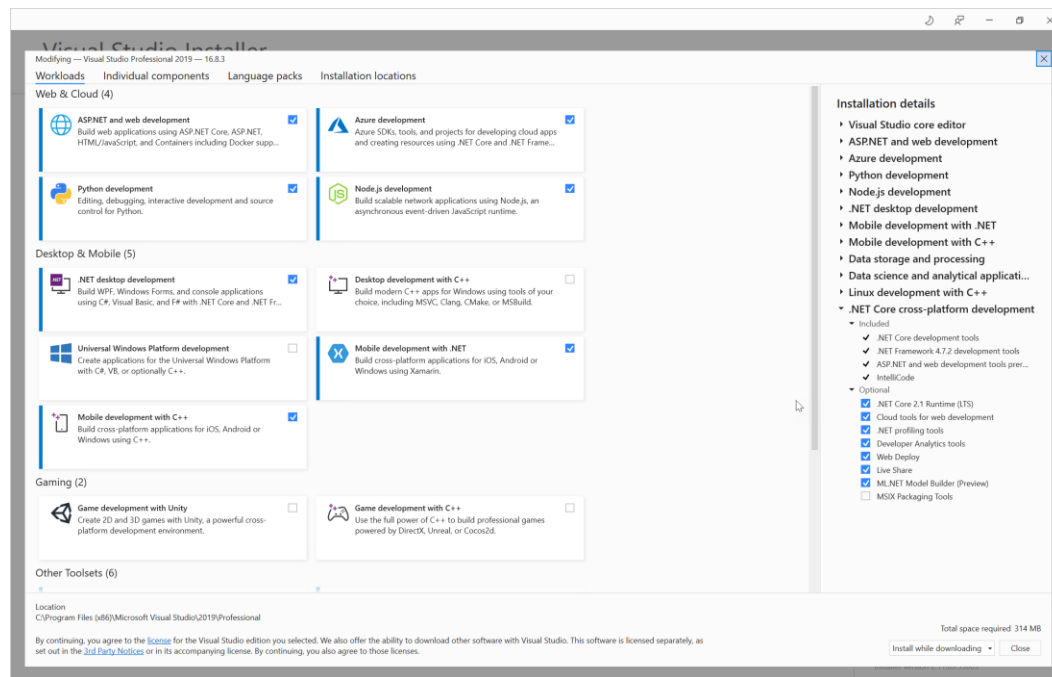 Visual Studio Installer
Modifying — Visual Studio Professional 2019 — 16.8.3
Workloads Individual components Language packs Installation locations
Web & Cloud (4)
ASP.NET and web development
Build web applications using ASP.NET Core, ASP.NET,
HTML/JavaScript, and Containers including Docker supp...
Azure development
Azure SDKs, tools, and projects for developing cloud apps
and creating resources using .NET Core and .NET Frame...
Python development
Editing, debugging, interactive development and source
control for Python.
Node.js development
Build scalable network applications using Node.js, an
asynchronous event-driven JavaScript runtime.
Desktop & Mobile (5)
.NET desktop development
Build WPF, Windows Forms, and console applications
using C#, Visual Basic, and F# with .NET Core and .NET Fr...
Desktop development with C++
Build modern C++ apps for Windows using tools of your
choice, including MSVC, Clang, CMake, or MSBuild.
Universal Windows Platform development
Create applications for the Universal Windows Platform
with C#, VB, or optionally C++.
Mobile development with .NET
Build cross-platform applications for iOS, Android or
Windows using Xamarin.
Mobile development with C++
Build cross-platform applications for iOS, Android or
Windows using C++.
Gaming (2)
Game development with Unity
Create 2D and 3D games with Unity, a powerful cross-
platform development environment.
Game development with C++
Use the full power of C++ to build professional games
powered by DirectX, Unreal, or Cocos2d.
Other Toolsets (6)
Installation details
Visual Studio core editor
ASP.NET and web development
Azure development
Python development
Node.js development
.NET desktop development
Mobile development with .NET
Mobile development with C++
Data storage and processing
Data science and analytical applicati...
Linux development with C++
.NET Core cross-platform development
Included
.NET Core development tools
.NET Framework 4.7.2 development tools
ASP.NET and web development tools prer...
IntelliCode
Optional
.NET Core 2.1 Runtime (LTS)
Cloud tools for web development
.NET profiling tools
Developer Analytics tools
Web Deploy
Live Share
ML.NET Model Builder (Preview)
MSIX Packaging Tools
Location
C:\Program Files (x86)\Microsoft Visual Studio\2019\Professional
By continuing, you agree to the license for the Visual Studio edition you selected. We also offer the ability to download other software with Visual Studio. This software is licensed separately, as
set out in the 3rd Party Notices or in its accompanying license. By continuing, you also agree to those licenses.
Total space required 314 MB
Install while downloading Close